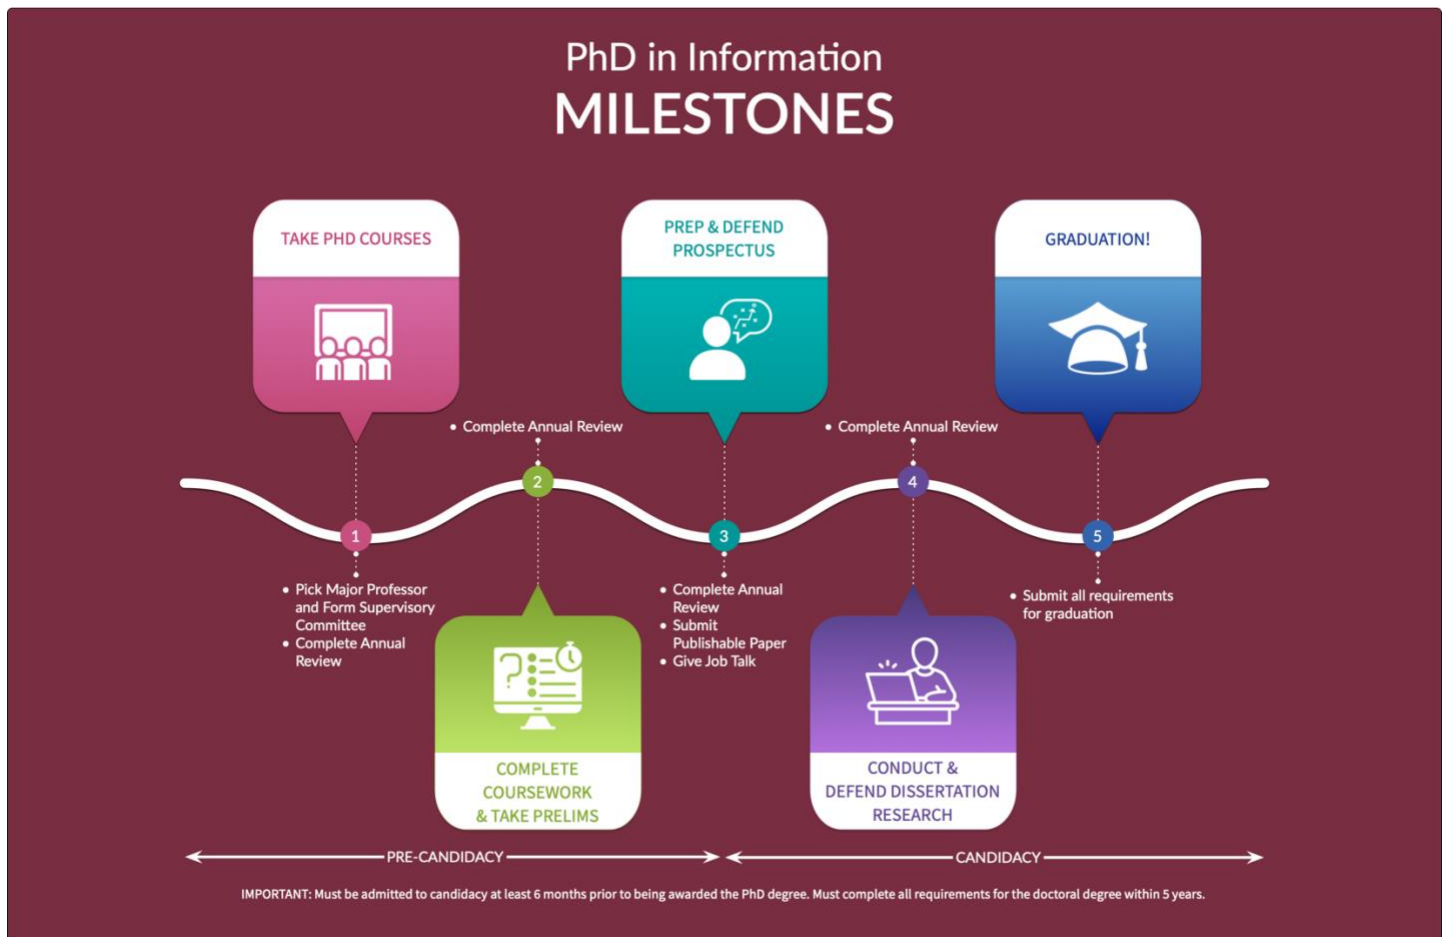 PhD in Information
MILESTONES
TAKE PHD COURSES
PREP & DEFEND
PROSPECTUS
GRADUATION!
• Complete Annual Review
• Complete Annual Review
1
2
3
4
5
• Pick Major Professor
and Form Supervisory
Committee
• Complete Annual
Review
• Complete Annual
Review
• Submit
Publishable Paper
• Give Job Talk
• Submit all requirements
for graduation
?
COMPLETE
COURSEWORK
& TAKE PRELIMS
CONDUCT &
DEFEND DISSERTATION
RESEARCH
PRE-CANDIDACY
CANDIDACY
IMPORTANT: Must be admitted to candidacy at least 6 months prior to being awarded the PhD degree. Must complete all requirements for the doctoral degree within 5 years.